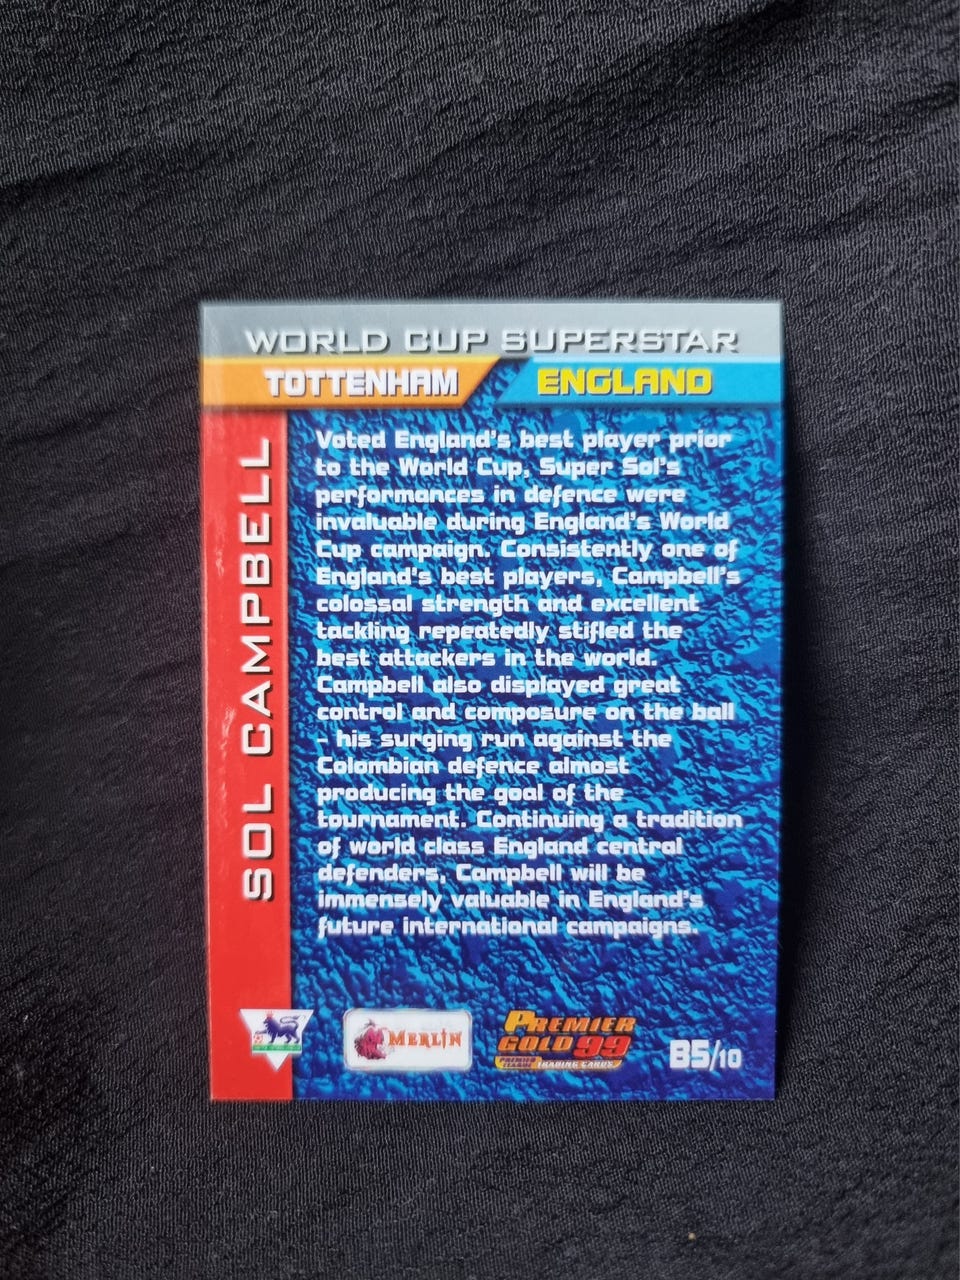 WORLD CUP SUPERSTAR
TOTTENHAM
ENGLAND
SOL CAMPBELL
Voted England's best player prior
to the World Cup, Super Sol's
performances in defence were
invaluable during England's World
Cup campaign. Consistently one of
England's best players, Campbell's
colossal strength and excellent
tackling repeatedly stifled the
best attackers in the world.
Campbell also displayed great
control and composure on the ball
- his surging run against the
Colombian defence almost
producing the goal of the
tournament. Continuing a tradition
of world class England central
defenders, Campbell will be
immensely valuable in England's
future international campaigns.
MERLIN
PREMIER
GOLD 99
PREMIER LEAGUE TRADING CARDS
B5/10